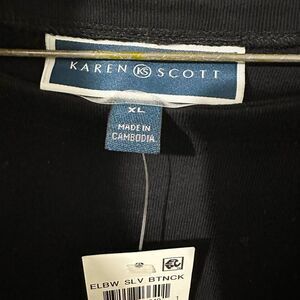 KAREN KS SCOTT
XL
MADE IN
CAMBODIA
ELBW SLV BTNCK